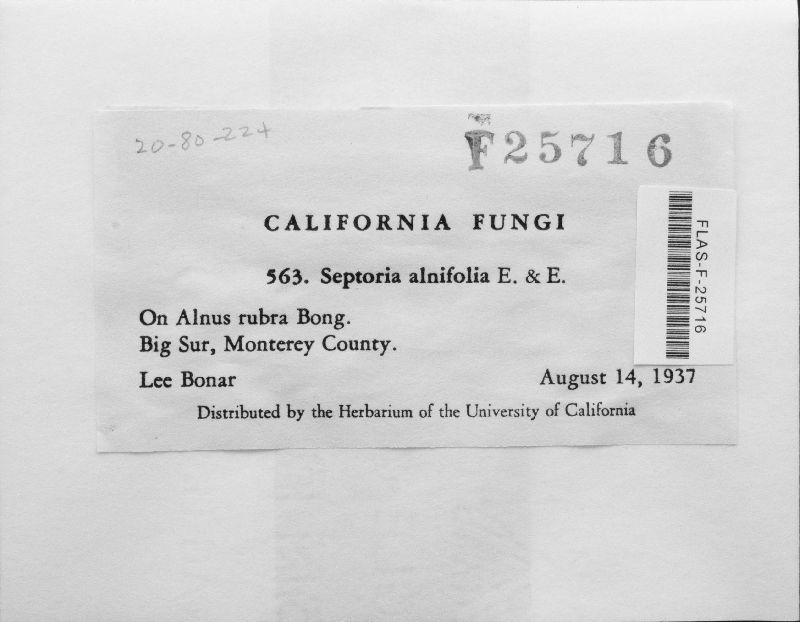 20-80-224
F25716
CALIFORNIA FUNGI
563. Septoria alnifolia E. & E.
On Alnus rubra Bong.
Big Sur, Monterey County.
Lee Bonar August 14, 1937
Distributed by the Herbarium of the University of California
FLAS-F-25716